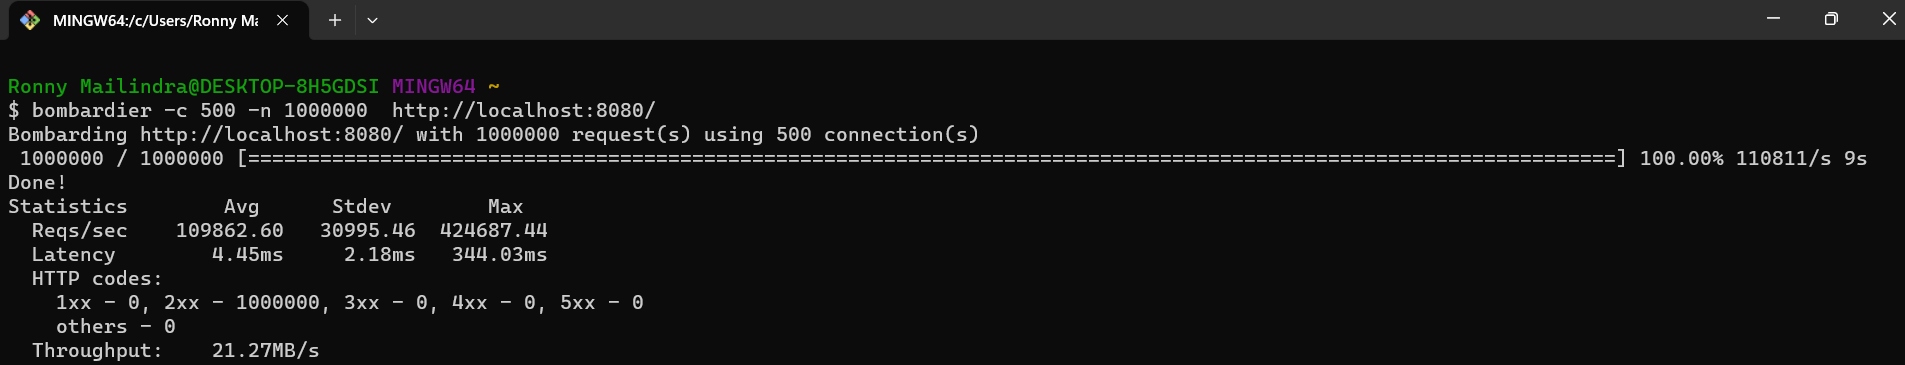 MINGW64:/c/Users/Ronny Ma
Ronny Mailindra@DESKTOP-8H5GDSI MINGW64 ~
$ bombardier -c 500 -n 1000000  http://localhost:8080/
Bombarding http://localhost:8080/ with 1000000 request(s) using 500 connection(s)
 1000000 / 1000000 [==================================================================================================================] 100.00% 110811/s 9s
Done!
Statistics        Avg      Stdev        Max
  Reqs/sec    109862.60   30995.46  424687.44
  Latency        4.45ms     2.18ms   344.03ms
  HTTP codes:
    1xx - 0, 2xx - 1000000, 3xx - 0, 4xx - 0, 5xx - 0
    others - 0
  Throughput:    21.27MB/s